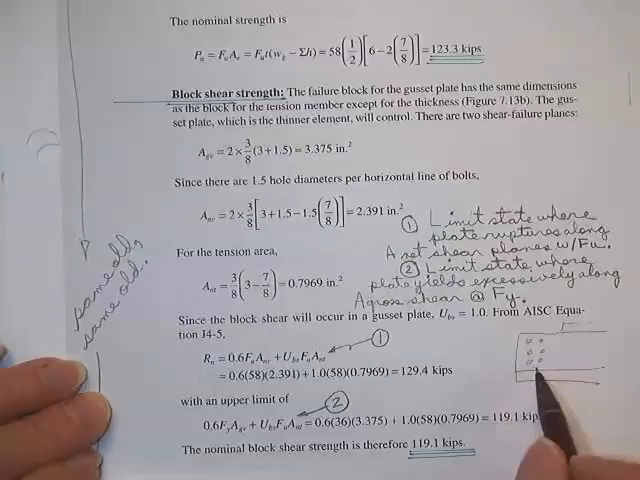 The nominal strength is
Pn = FuAe = Fut(wg − Σh) = 58(1/2)[6 − 2(7/8)] = 123.3 kips
Block shear strength: The failure block for the gusset plate has the same dimensions
as the block for the tension member except for the thickness (Figure 7.13b). The gus-
set plate, which is the thinner element, will control. There are two shear-failure planes:
Agv = 2 × 3/8(3 + 1.5) = 3.375 in.²
Since there are 1.5 hole diameters per horizontal line of bolts,
Anv = 2 × 3/8[3 + 1.5 − 1.5(7/8)] = 2.391 in.²
① Limit state where
plate ruptures along
A net shear planes w/Fu.
② Limit state where
plate yields excessively along
Agross shear @ Fy.
same old,
same old.
For the tension area,
Ant = 3/8(3 − 7/8) = 0.7969 in.²
Since the block shear will occur in a gusset plate, Ubs = 1.0. From AISC Equa-
tion J4-5,
Rn = 0.6FuAnv + UbsFuAnt ①
= 0.6(58)(2.391) + 1.0(58)(0.7969) = 129.4 kips
with an upper limit of ②
0.6FyAgv + UbsFuAnt = 0.6(36)(3.375) + 1.0(58)(0.7969) = 119.1 kip
The nominal block shear strength is therefore 119.1 kips.